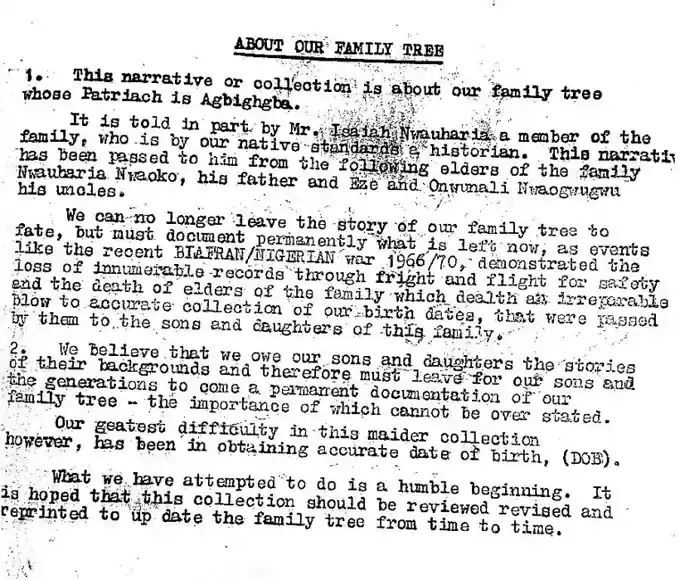 ABOUT OUR FAMILY TREE
1. This narrative or collection is about our family tree
whose Patriach is Agbighgba.
It is told in part by Mr. Isaiah Nwauharia a member of the
family, who is by our native standards a historian. This narrativ
has been passed to him from the following elders of the family
Nwauharia Nwaoko, his father and Eze and Onwunali Nwaogwugwu
his uncles.
We can no longer leave the story of our family tree to
fate, but must document permanently what is left now, as events
like the recent BIAFRAN/NIGERIAN war 1966/70, demonstrated the
loss of innumerable records through fright and flight for safety
and the death of elders of the family which dealth an irreparable
blow to accurate collection of our birth dates, that were passed
by them to the sons and daughters of this family.
2. We believe that we owe our sons and daughters the stories
of their backgrounds and therefore must leave for our sons and
the generations to come a permanent documentation of our
family tree - the importance of which cannot be over stated.
Our geatest difficulty in this maider collection
however, has been in obtaining accurate date of birth, (DOB).
What we have attempted to do is a humble beginning. It
is hoped that this collection should be reviewed revised and
reprinted to up date the family tree from time to time.